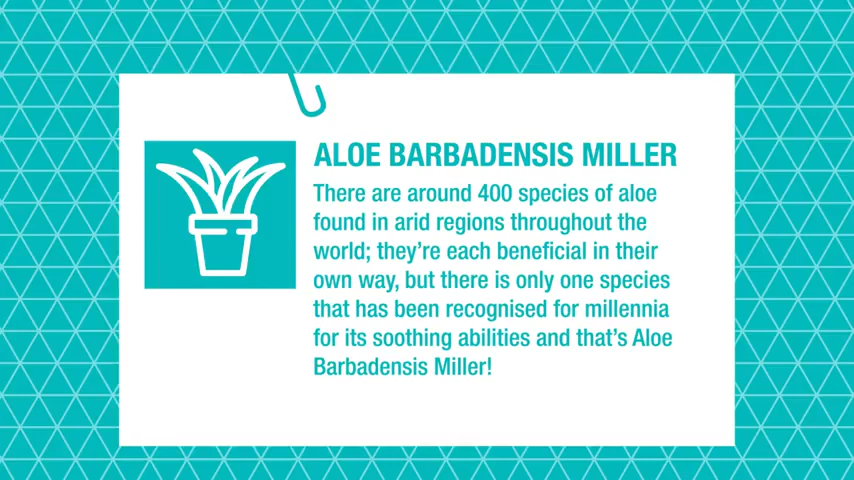 ALOE BARBADENSIS MILLER
There are around 400 species of aloe
found in arid regions throughout the
world; they're each beneficial in their
own way, but there is only one species
that has been recognised for millennia
for its soothing abilities and that's Aloe
Barbadensis Miller!